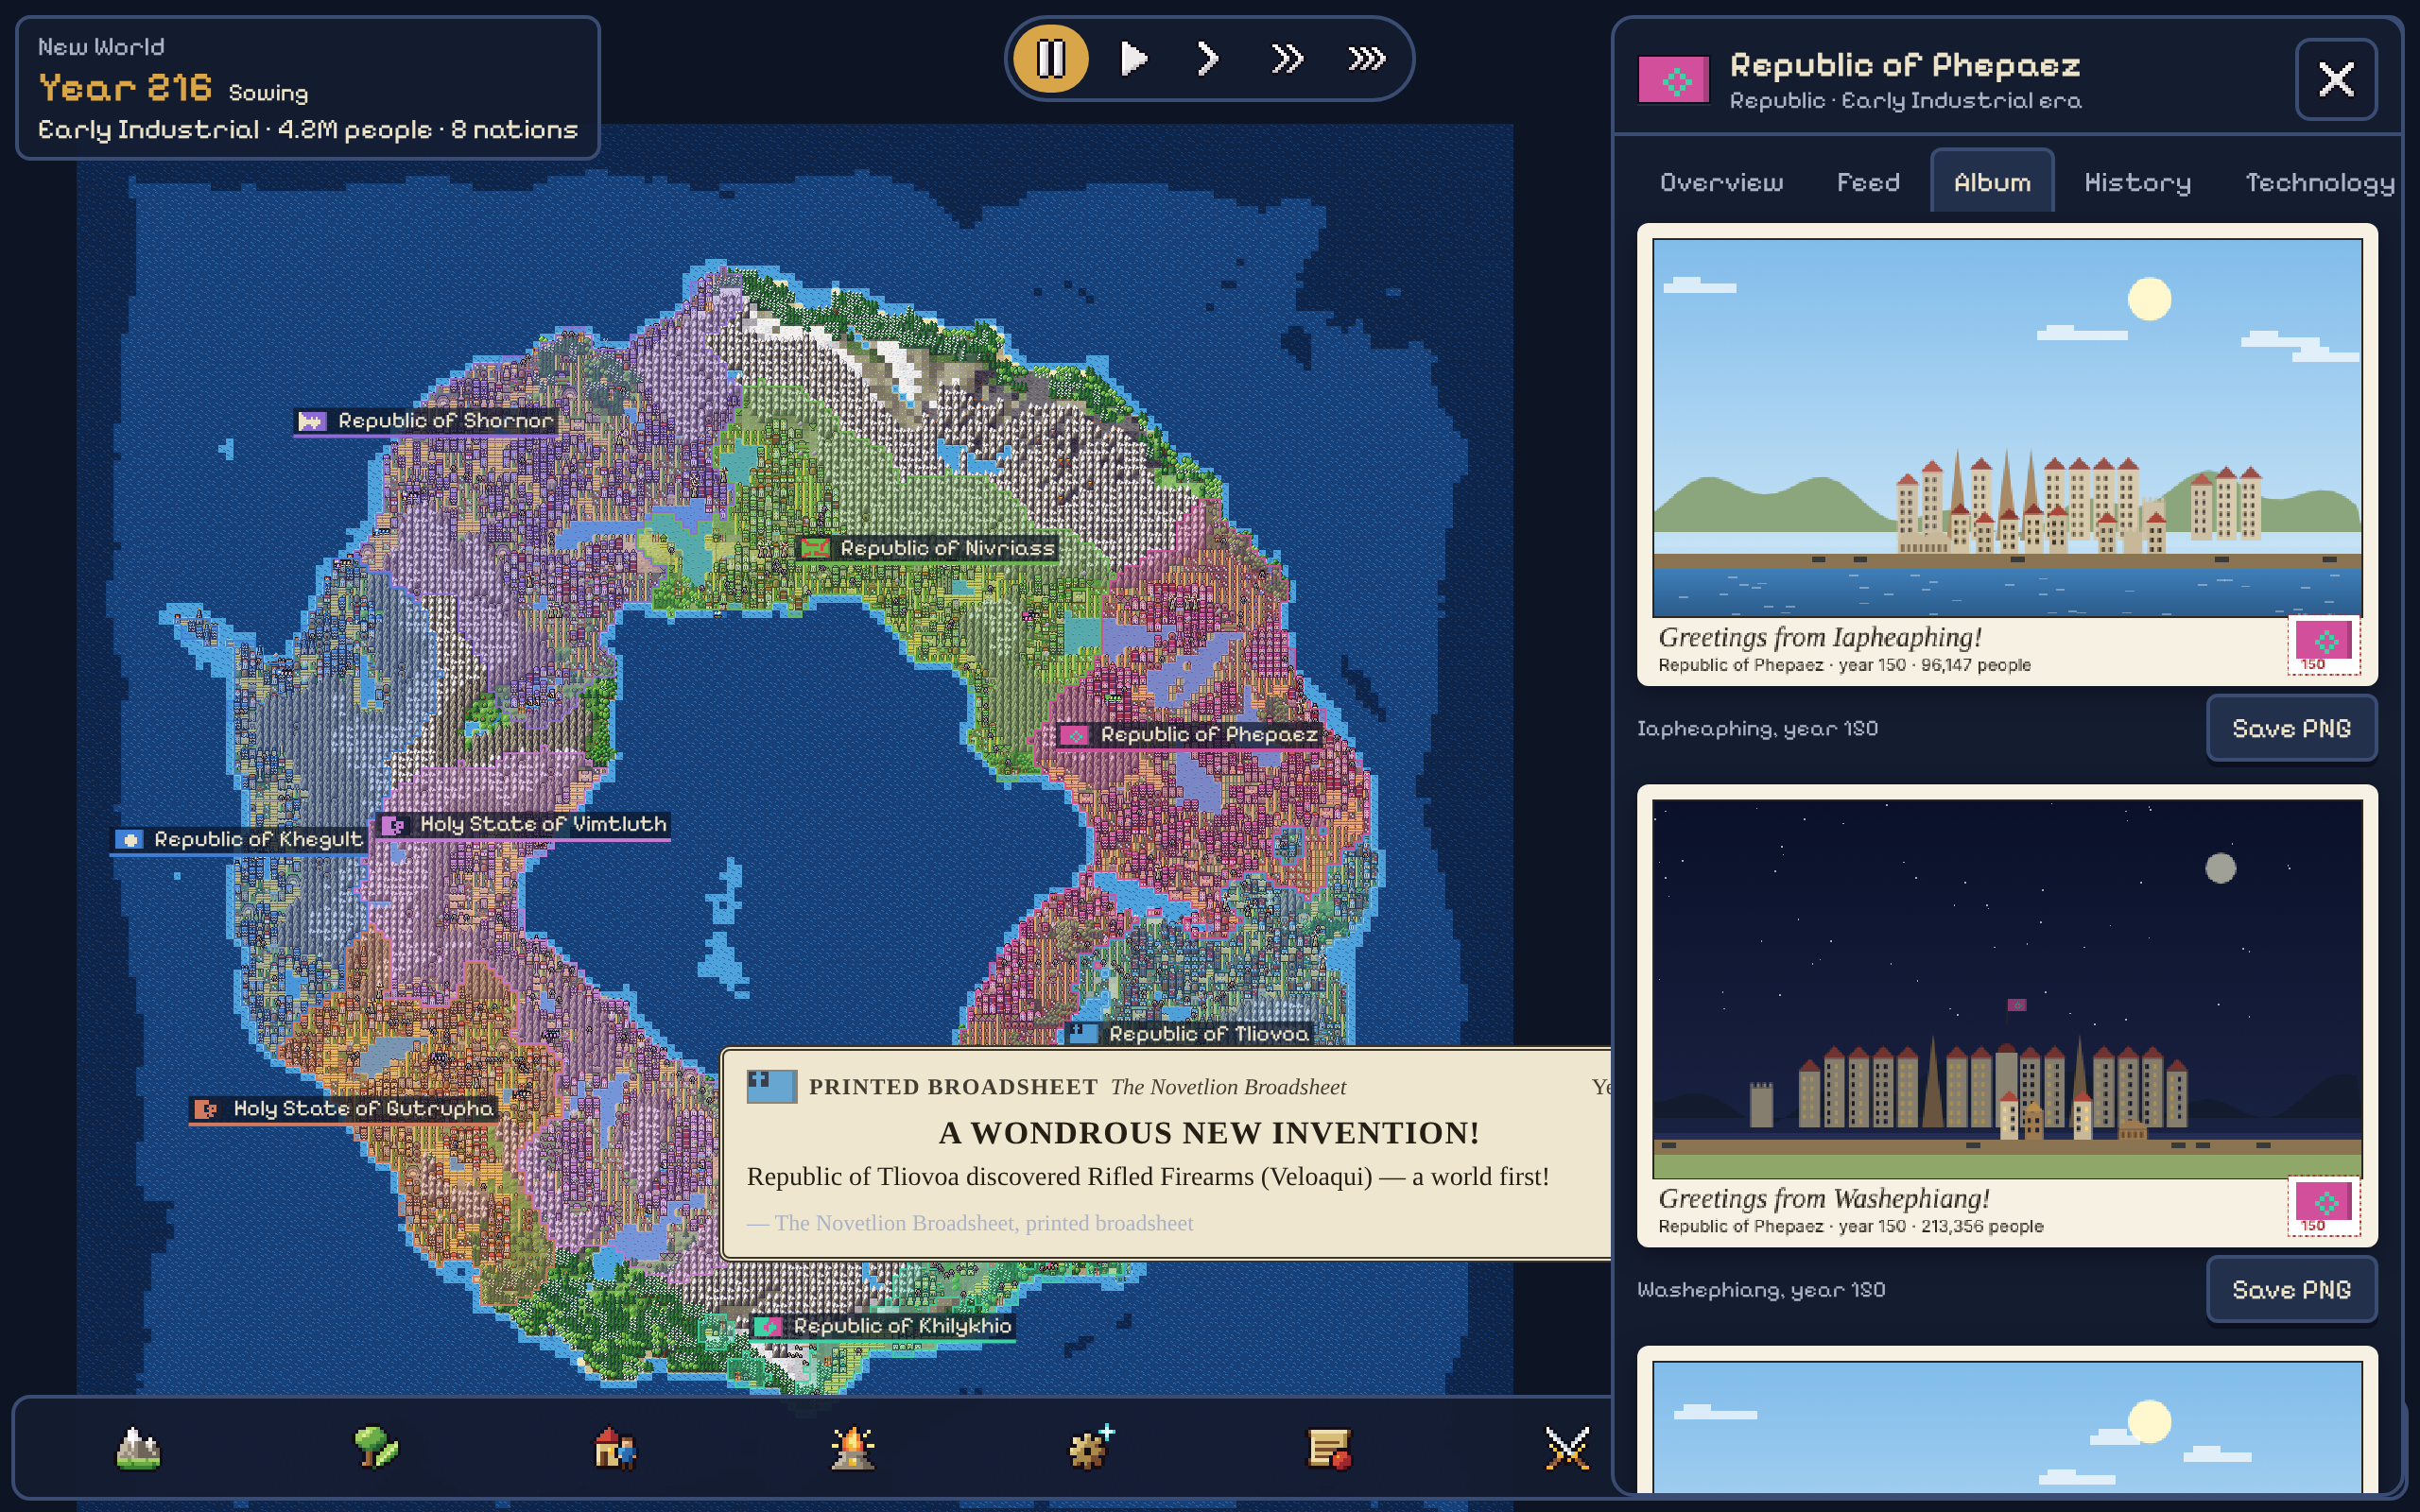 New World
Year 216 Sowing
Early Industrial · 4.2M people · 8 nations
Republic of Shornor
Republic of Nivriass
Republic of Phepaez
Republic of Khegult
Holy State of Vimtluth
Republic of Tliovoa
Holy State of Gutrupha
Republic of Khilykhio
PRINTED BROADSHEET The Novetlion Broadsheet
A WONDROUS NEW INVENTION!
Republic of Tliovoa discovered Rifled Firearms (Veloaqui) — a world first!
— The Novetlion Broadsheet, printed broadsheet
Republic of Phepaez
Republic · Early Industrial era
Overview Feed Album History Technology
Greetings from Iapheaphing!
Republic of Phepaez · year 150 · 96,147 people
150
Iapheaphing, year 150
Save PNG
Greetings from Washephiang!
Republic of Phepaez · year 150 · 213,356 people
150
Washephiang, year 150
Save PNG